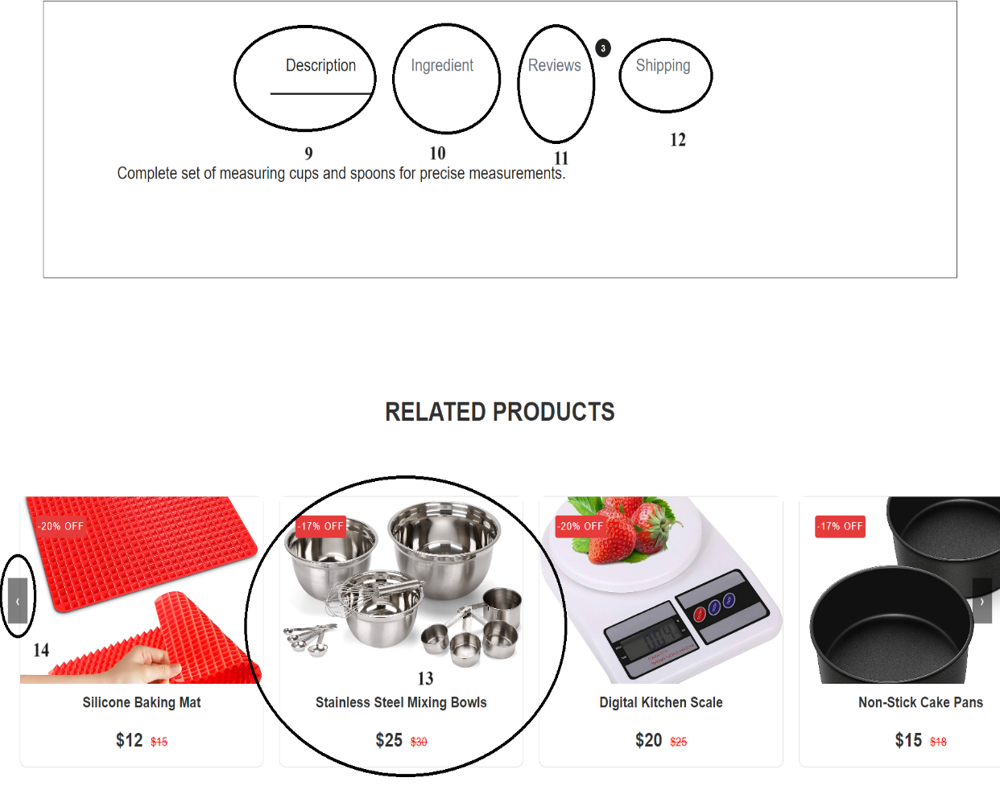 Description Ingredient Reviews 3 Shipping
9 10 11 12
Complete set of measuring cups and spoons for precise measurements.
RELATED PRODUCTS
-20% OFF -17% OFF -20% OFF -17% OFF
‹ ›
14 13
Silicone Baking Mat Stainless Steel Mixing Bowls Digital Kitchen Scale Non-Stick Cake Pans
$12 $15 $25 $30 $20 $25 $15 $18